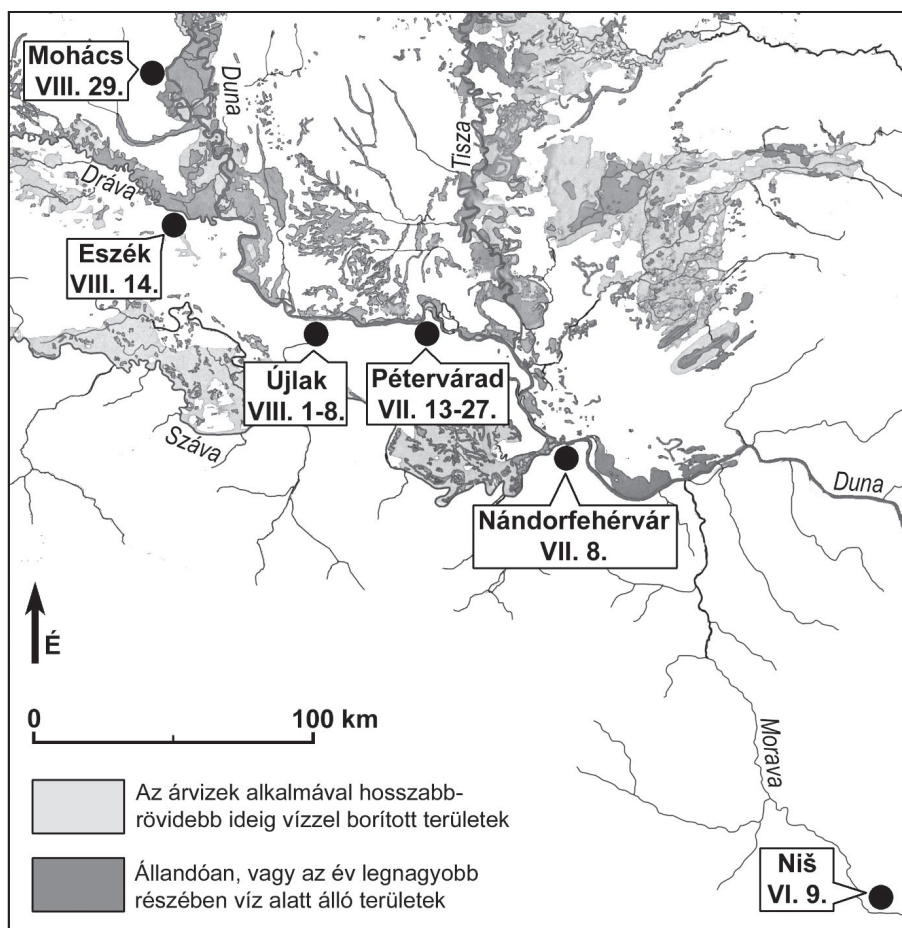 Mohács
VIII. 29.
Duna
Tisza
Dráva
Eszék
VIII. 14.
Újlak
VIII. 1-8.
Pétervárad
VII. 13-27.
Száva
Nándorfehérvár
VII. 8.
Duna
É
0 100 km
Morava
Niš
VI. 9.
Az árvizek alkalmával hosszabb-
rövidebb ideig vízzel borított területek
Állandóan, vagy az év legnagyobb
részében víz alatt álló területek